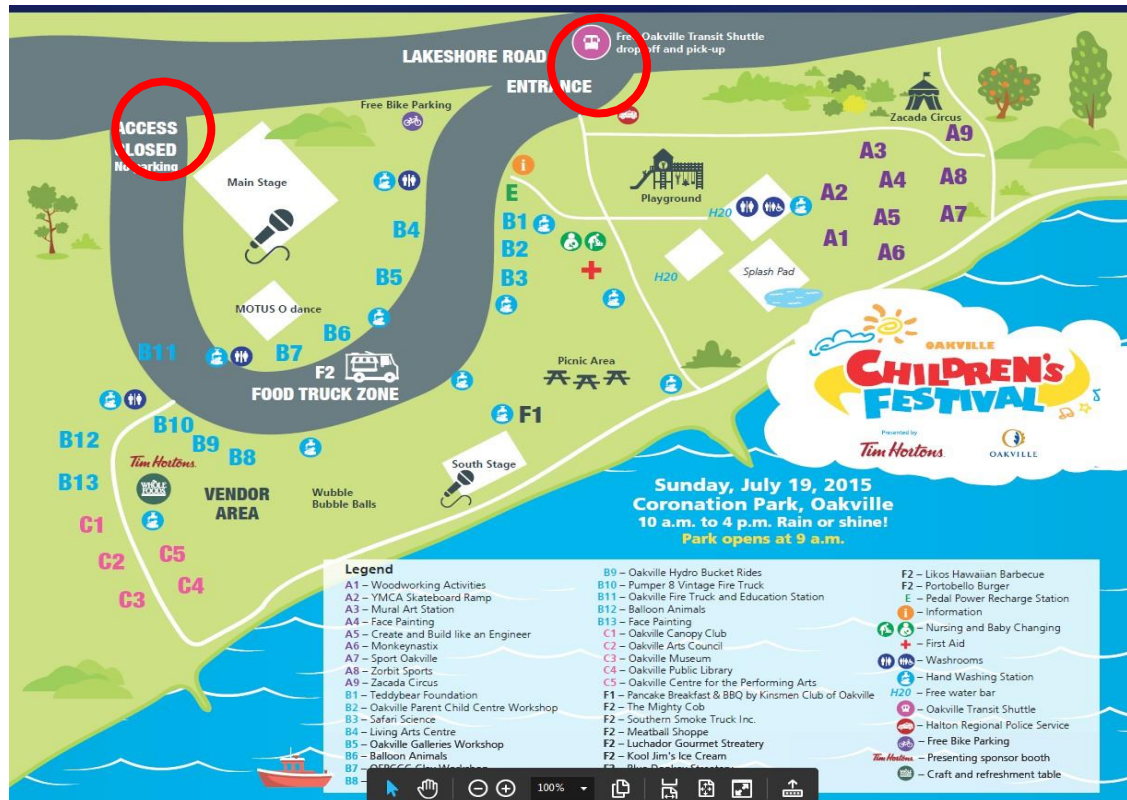 LAKESHORE ROAD
Free Oakville Transit Shuttle
drop off and pick-up
ENTRANCE
Free Bike Parking
ACCESS
CLOSED
No parking
Zacada Circus
A9
A3
A4
A8
A2
A5
A7
A1
A6
Main Stage
Playground
i
E
H20
B1
B2
B3
B4
B5
H20
Splash Pad
MOTUS O dance
B6
B7
B11
F2
FOOD TRUCK ZONE
Picnic Area
F1
B10
B9
B8
B12
B13
Tim Hortons
WHOLE FOODS
VENDOR
AREA
Wubble
Bubble Balls
South Stage
C1
C2
C3
C5
C4
OAKVILLE
CHILDREN'S
FESTIVAL
Presented by
Tim Hortons
OAKVILLE
Sunday, July 19, 2015
Coronation Park, Oakville
10 a.m. to 4 p.m. Rain or shine!
Park opens at 9 a.m.
Legend
A1 – Woodworking Activities
A2 – YMCA Skateboard Ramp
A3 – Mural Art Station
A4 – Face Painting
A5 – Create and Build like an Engineer
A6 – Monkeynastix
A7 – Sport Oakville
A8 – Zorbit Sports
A9 – Zacada Circus
B1 – Teddybear Foundation
B2 – Oakville Parent Child Centre Workshop
B3 – Safari Science
B4 – Living Arts Centre
B5 – Oakville Galleries Workshop
B6 – Balloon Animals
B7 –
B8 –
B9 – Oakville Hydro Bucket Rides
B10 – Pumper 8 Vintage Fire Truck
B11 – Oakville Fire Truck and Education Station
B12 – Balloon Animals
B13 – Face Painting
C1 – Oakville Canopy Club
C2 – Oakville Arts Council
C3 – Oakville Museum
C4 – Oakville Public Library
C5 – Oakville Centre for the Performing Arts
F1 – Pancake Breakfast & BBQ by Kinsmen Club of Oakville
F2 – The Mighty Cob
F2 – Southern Smoke Truck Inc.
F2 – Meatball Shoppe
F2 – Luchador Gourmet Streatery
F2 – Kool Jim's Ice Cream
F2 – Likos Hawaiian Barbecue
F2 – Portobello Burger
E – Pedal Power Recharge Station
i – Information
– Nursing and Baby Changing
– First Aid
– Washrooms
– Hand Washing Station
H20 – Free water bar
– Oakville Transit Shuttle
– Halton Regional Police Service
– Free Bike Parking
Tim Hortons – Presenting sponsor booth
– Craft and refreshment table
100%